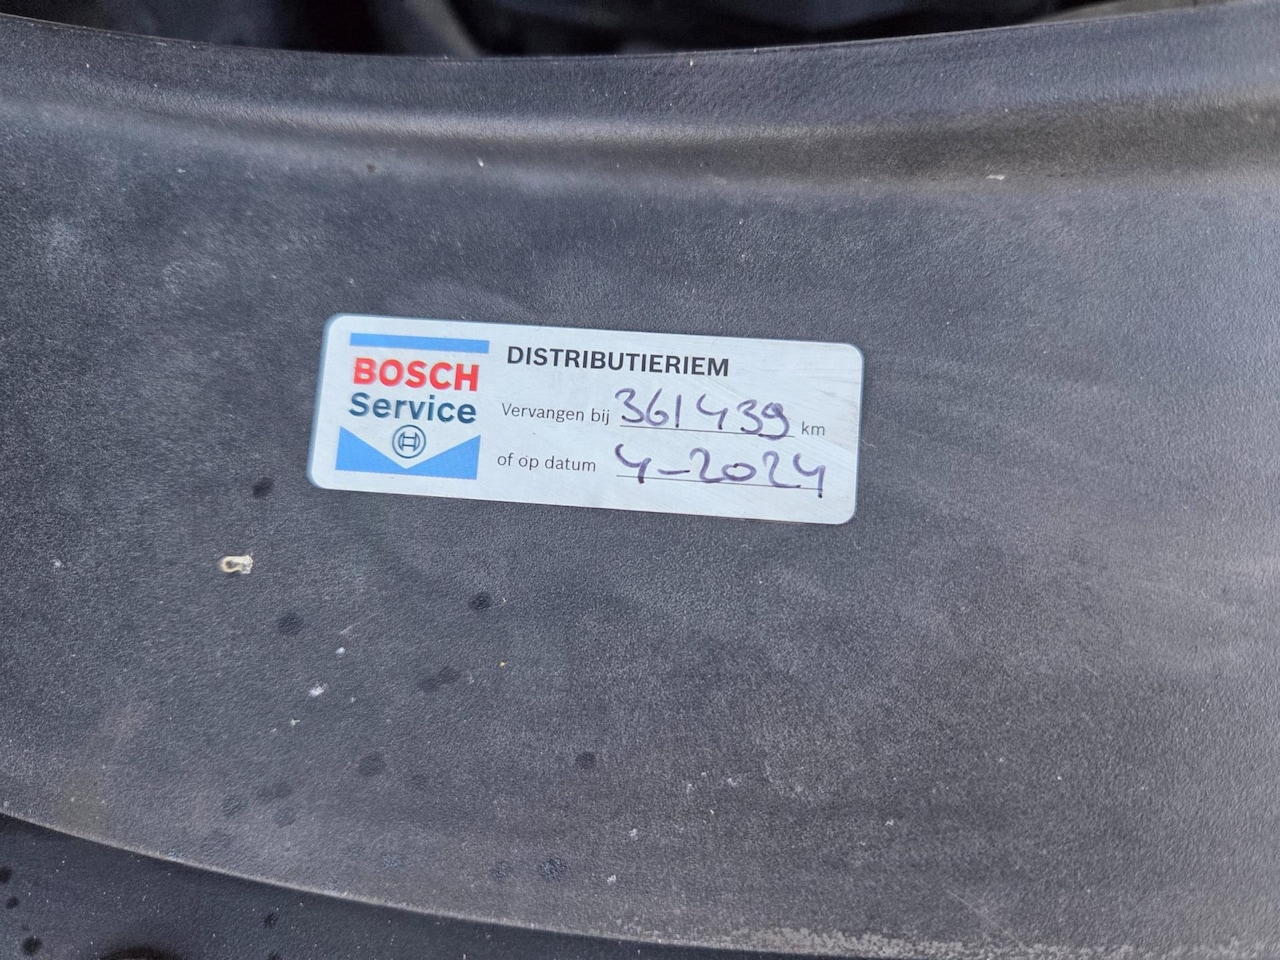 BOSCH
Service
DISTRIBUTIERIEM
Vervangen bij 361439 km
of op datum 4-2024